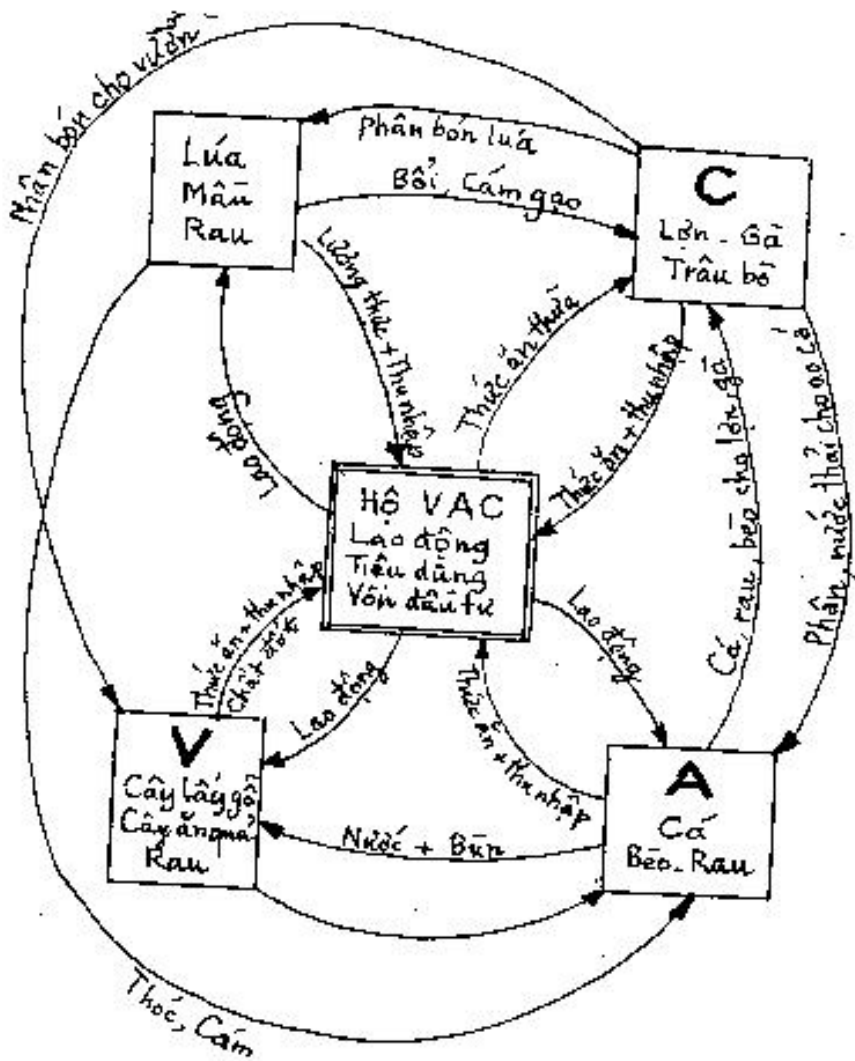 Phân bón cho vườn
Lúa
Mầu
Rau
Phân bón lúa
Bổi, Cám gạo
C
Lợn - Gà
Trâu bò
Lương thực + Thu nhập
Thức ăn thừa
Thức ăn + thu nhập
Lao động
Cá, rau, bèo cho lợn gà
Phân, nước thải cho ao cá
Hộ VAC
Lao động
Tiêu dùng
Vốn đầu tư
Thức ăn + thu nhập
Chất đốt
Lao động
Lao động
Thức ăn + thu nhập
V
Cây lấy gỗ
Cây ăn quả
Rau
Nước + Bùn
A
Cá
Bèo - Rau
Thóc, Cám